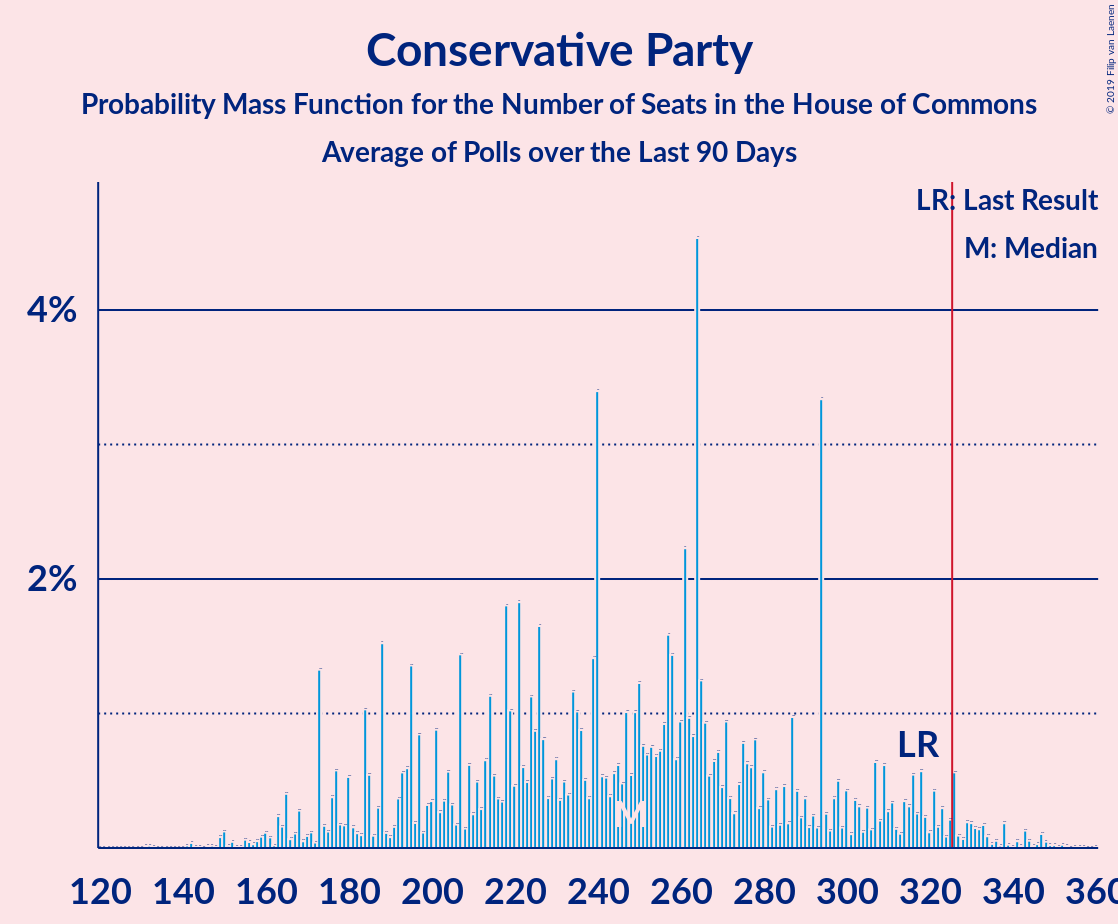 Conservative Party
Probability Mass Function for the Number of Seats in the House of Commons
Average of Polls over the Last 90 Days
© 2019 Filip van Laenen
LR: Last Result
M: Median
4%
2%
LR
M
120 140 160 180 200 220 240 260 280 300 320 340 360